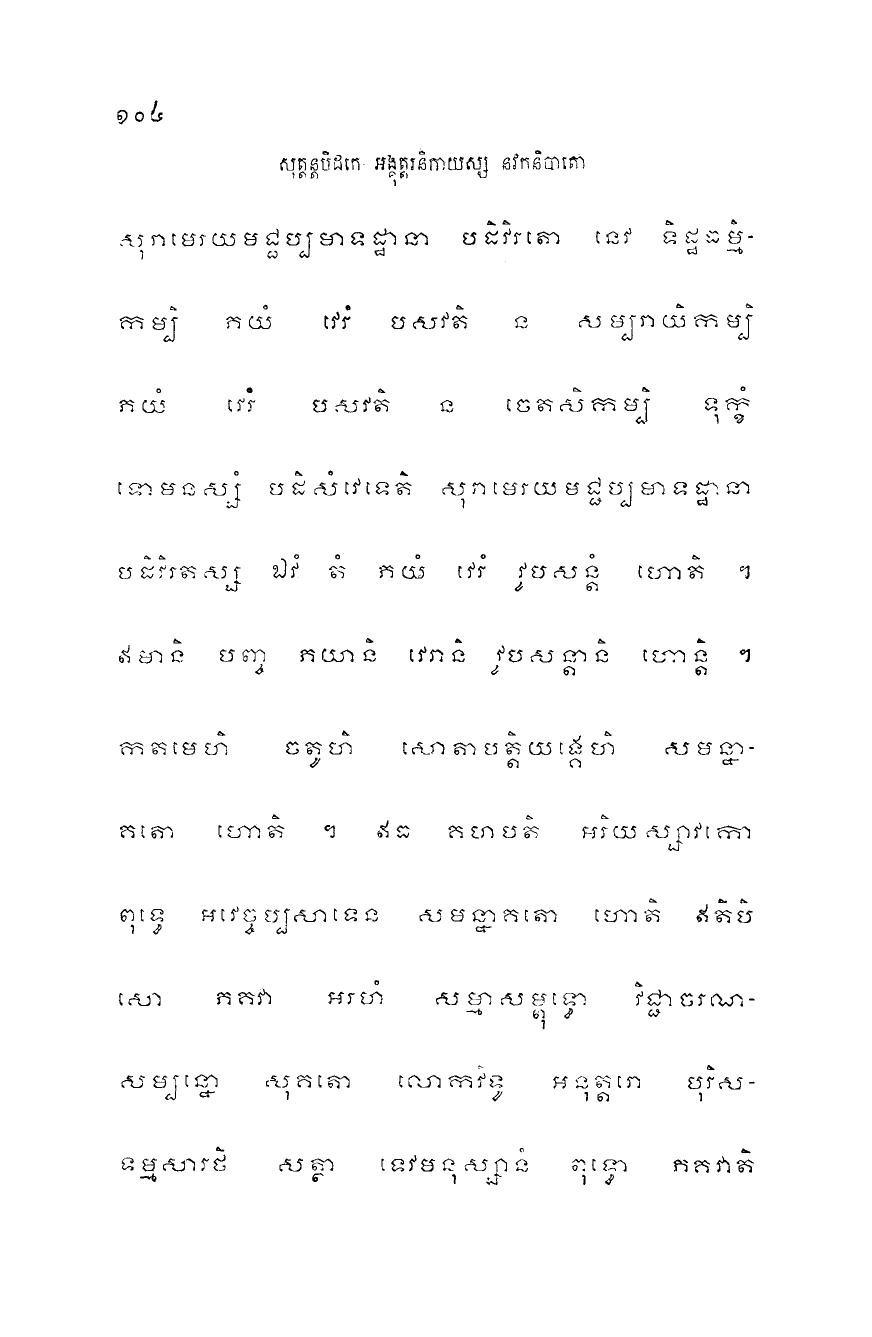 ១០៤
សុត្តន្តបិដកេ អង្គុត្តរនិកាយស្ស នវកនិបាតោ
សុរាមេរយមជ្ជប្បមាទដ្ឋានា បដិវិរតោ នេវ ទិដ្ឋធម្មិ-
កម្បិ ភយំ វេរំ បសវតិ ន សម្បរាយិកម្បិ
ភយំ វេរំ បសវតិ ន ចេតសិកម្បិ ទុក្ខំ
ទោមនស្សំ បដិសំវេទេតិ សុរាមេរយមជ្ជប្បមាទដ្ឋានា
បដិវិរតស្ស ឯវំ តំ ភយំ វេរំ វូបសន្តំ ហោតិ ។
ឥមានិ បញ្ច ភយានិ វេរានិ វូបសន្តានិ ហោន្តិ ។
កតមេហិ ចតូហិ សោតាបត្តិយង្គេហិ សមន្នា-
គតោ ហោតិ ។ ឥធ គហបតិ អរិយស្សាវកោ
ពុទ្ធេ អវេច្ចប្បសាទេន សមន្នាគតោ ហោតិ ឥតិបិ
សោ ភគវា អរហំ សម្មាសម្ពុទ្ធោ វិជ្ជាចរណ-
សម្បន្នោ សុគតោ លោកវិទូ អនុត្តរោ បុរិស-
ទម្មសារថិ សត្ថា ទេវមនុស្សានំ ពុទ្ធោ ភគវាតិ